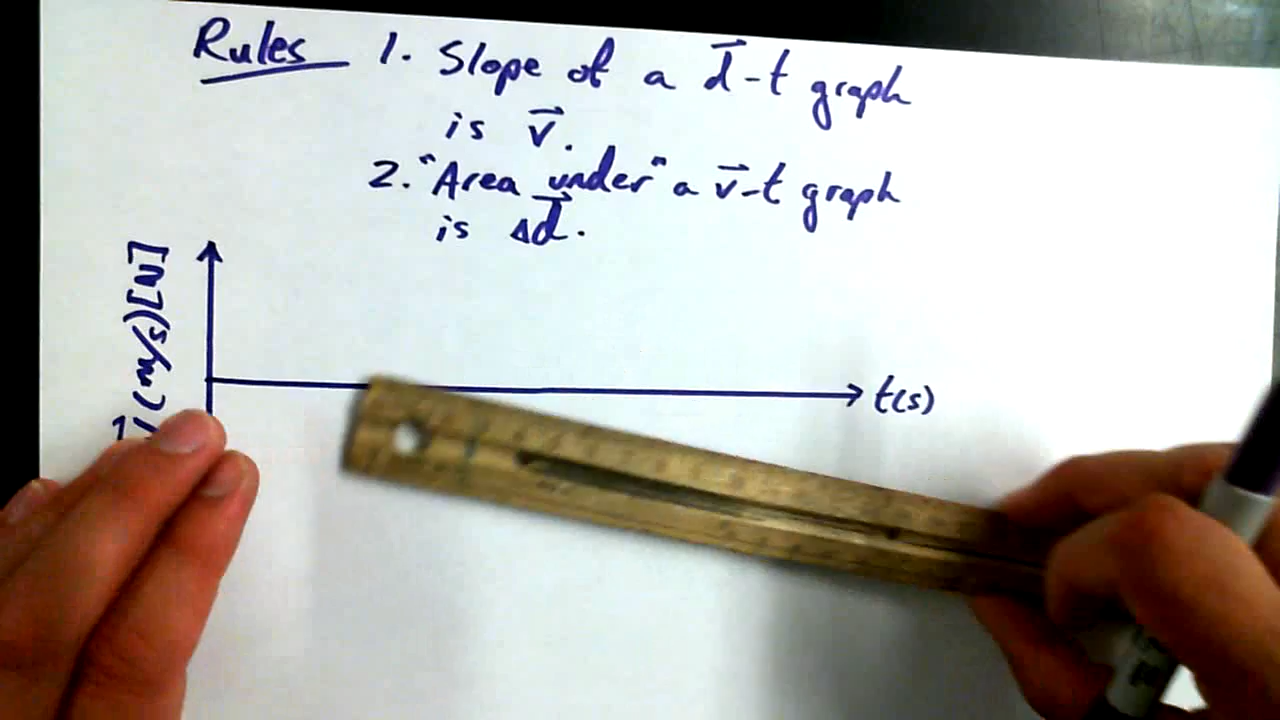 Rules 1. Slope of a d⃗-t graph
is v⃗.
2. "Area under" a v⃗-t graph
is Δd⃗.
(m/s)[N]
t(s)